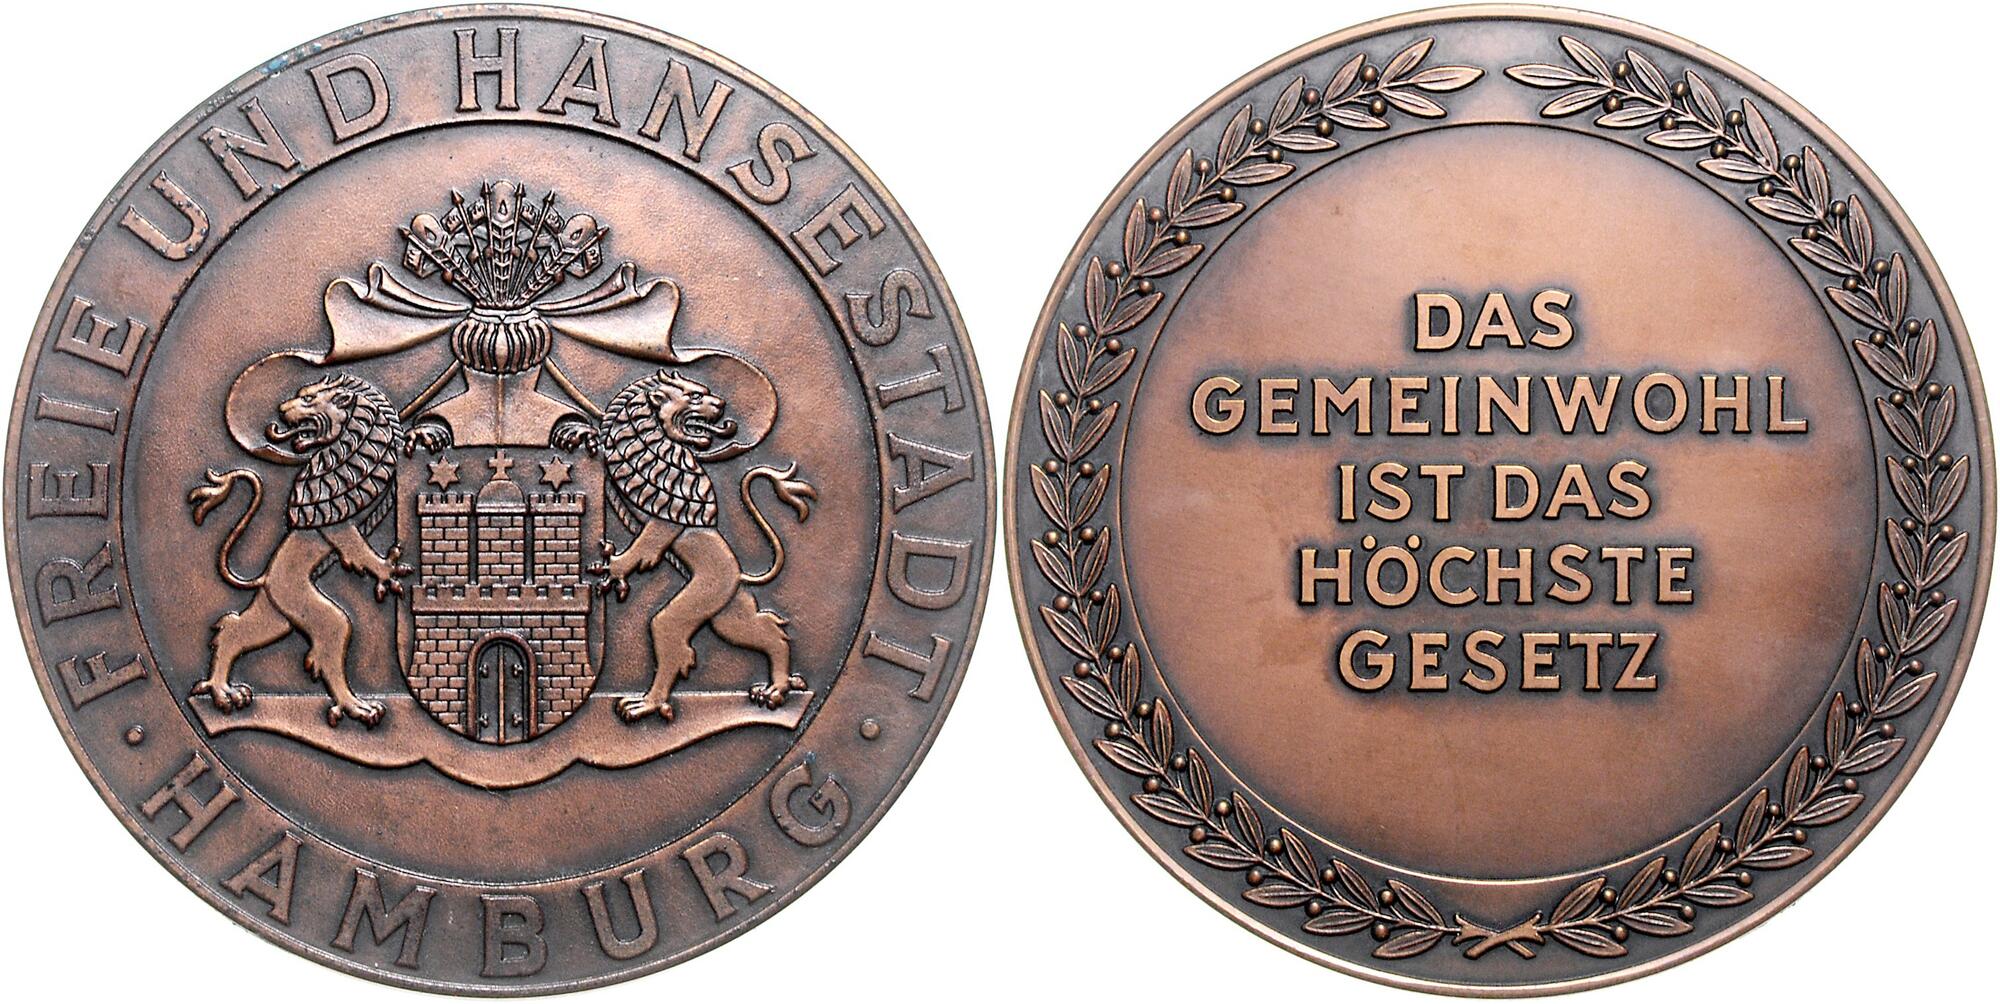 FREIE UND HANSESTADT
· HAMBURG ·
DAS
GEMEINWOHL
IST DAS
HÖCHSTE
GESETZ